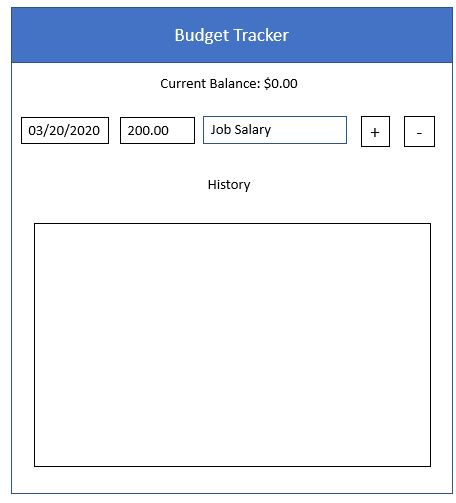 Budget Tracker
Current Balance: $0.00
03/20/2020 200.00 Job Salary + -
History